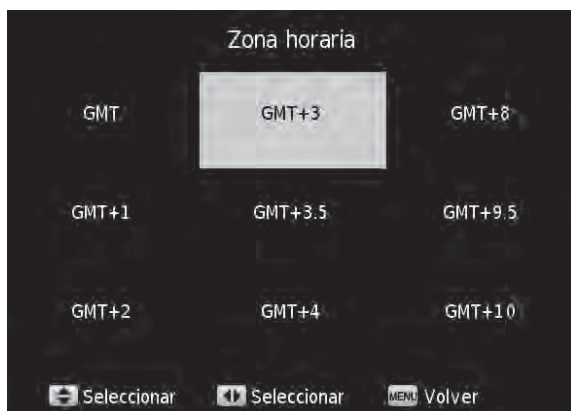 Zona horaria
GMT GMT+3 GMT+8
GMT+1 GMT+3.5 GMT+9.5
GMT+2 GMT+4 GMT+10
Seleccionar Seleccionar MENU Volver